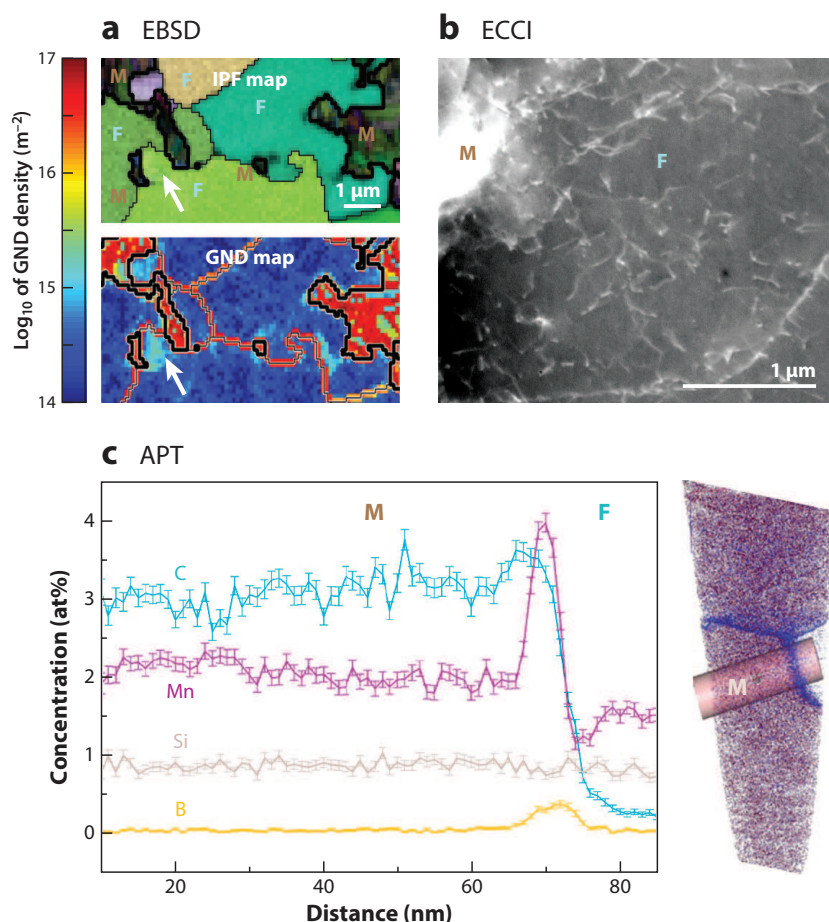 a EBSD
b ECCI
17
16
15
14
Log10 of GND density (m−2)
M
F
IPF map
F
F
M
M
F
M
1 µm
GND map
M
F
1 µm
c APT
4
3
2
1
0
Concentration (at%)
M
F
C
Mn
Si
B
20
40
60
80
Distance (nm)
M